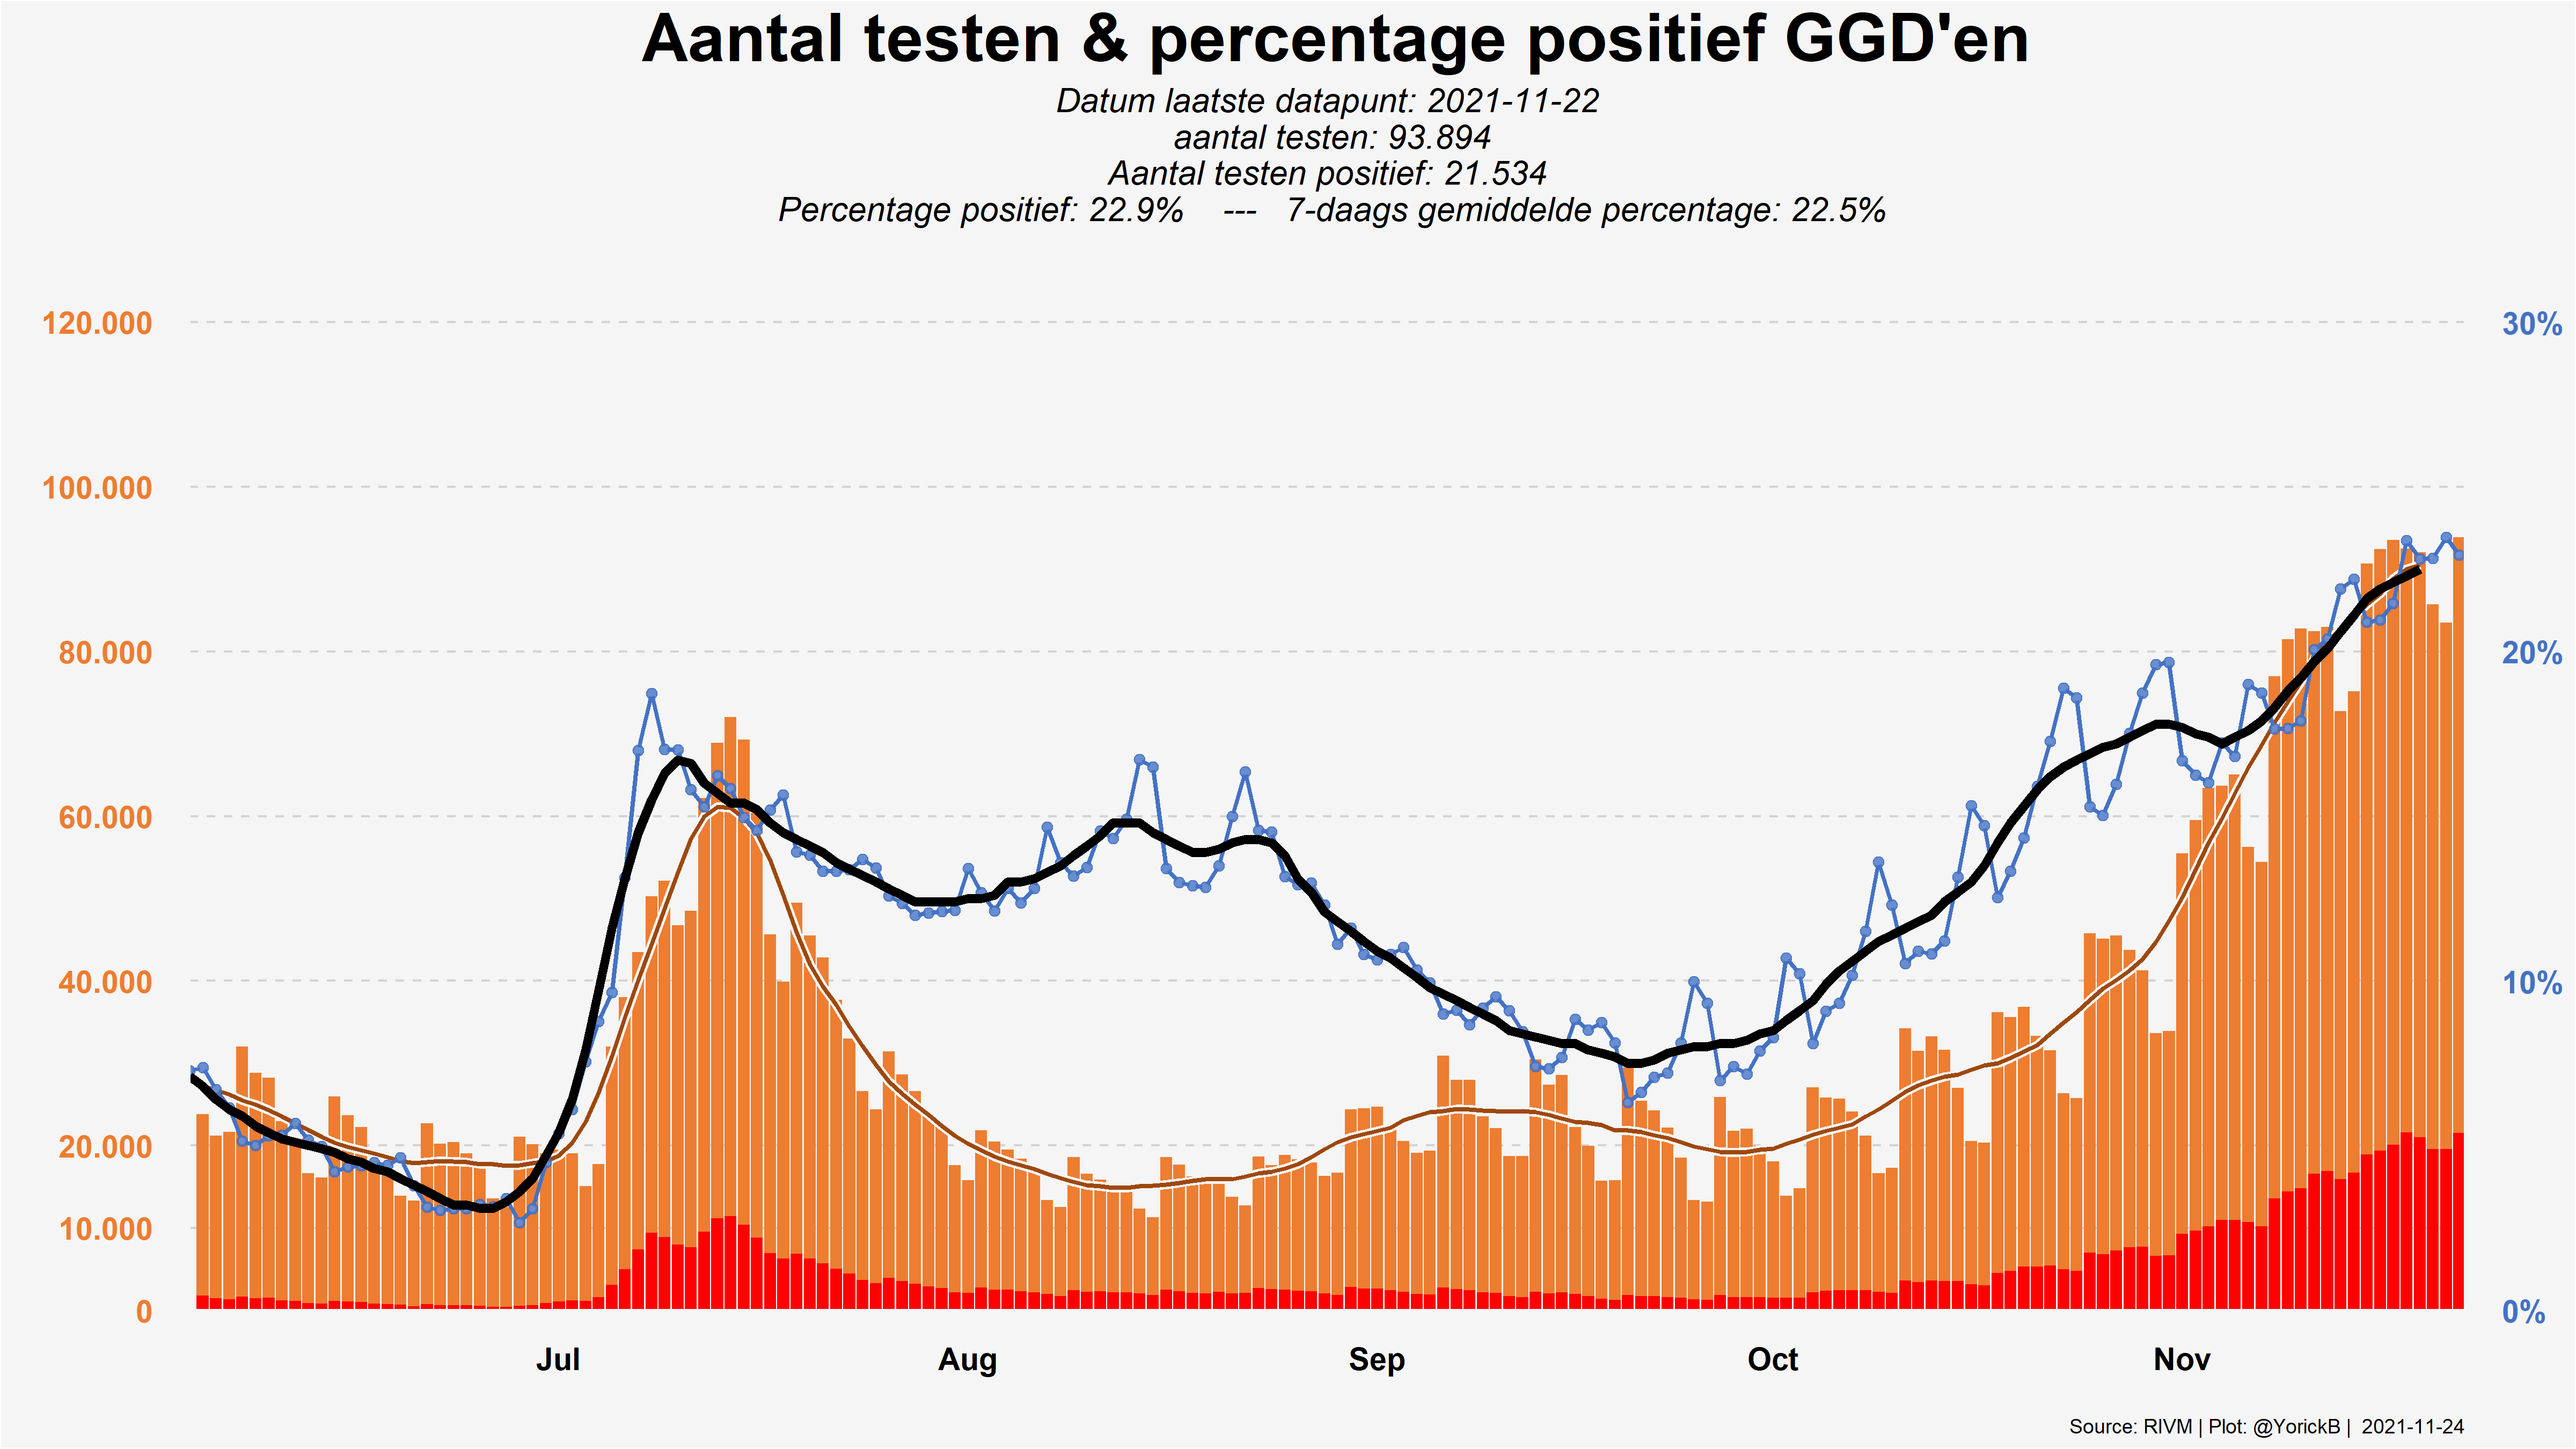 Aantal testen & percentage positief GGD'en
Datum laatste datapunt: 2021-11-22
aantal testen: 93.894
Aantal testen positief: 21.534
Percentage positief: 22.9% --- 7-daags gemiddelde percentage: 22.5%
120.000
100.000
80.000
60.000
40.000
20.000
10.000
0
30%
20%
10%
0%
Jul Aug Sep Oct Nov
Source: RIVM | Plot: @YorickB | 2021-11-24